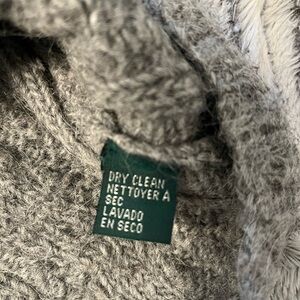 DRY CLEAN
NETTOYER A
SEC
LAVADO
EN SECO